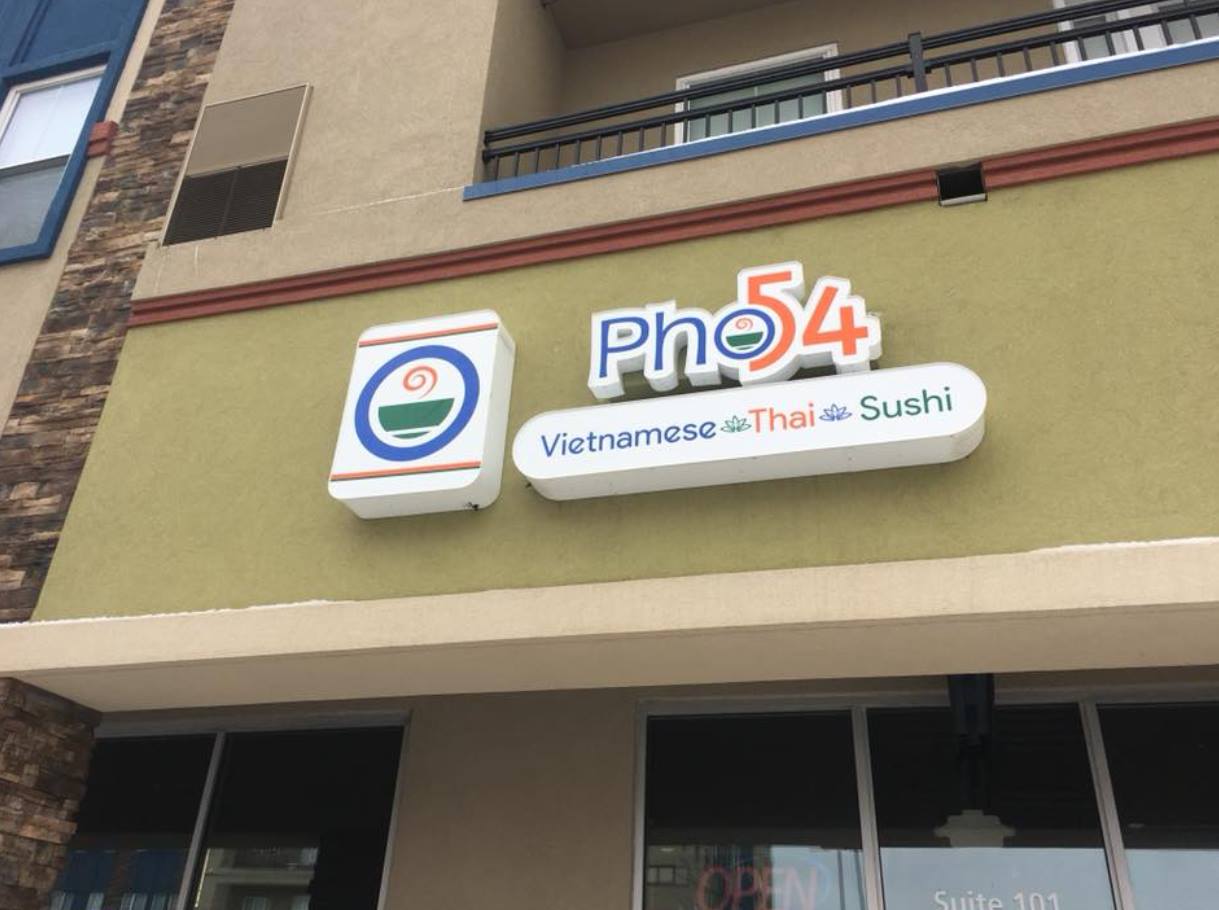 Pho54
Vietnamese Thai Sushi
OPEN
Suite 101